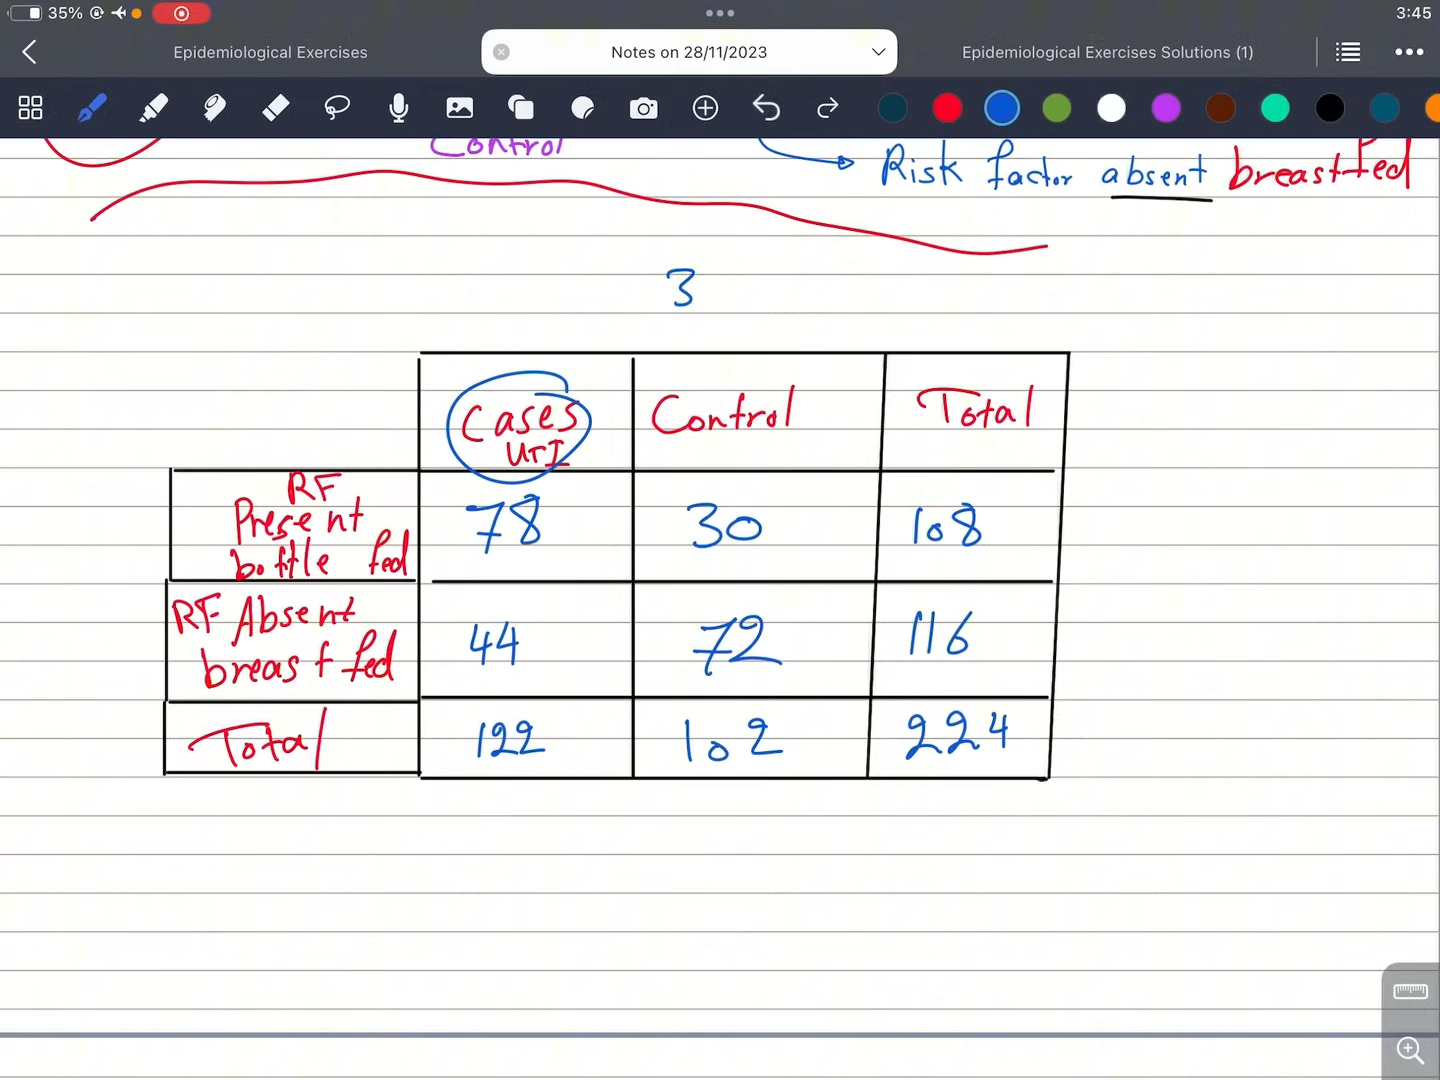 35%
3:45
Epidemiological Exercises
Notes on 28/11/2023
Epidemiological Exercises Solutions (1)
Control
Risk factor absent breastfed
3
Cases UTI Control Total
RF Present bottle fed 78 30 108
RF Absent breast fed 44 72 116
Total 122 102 224